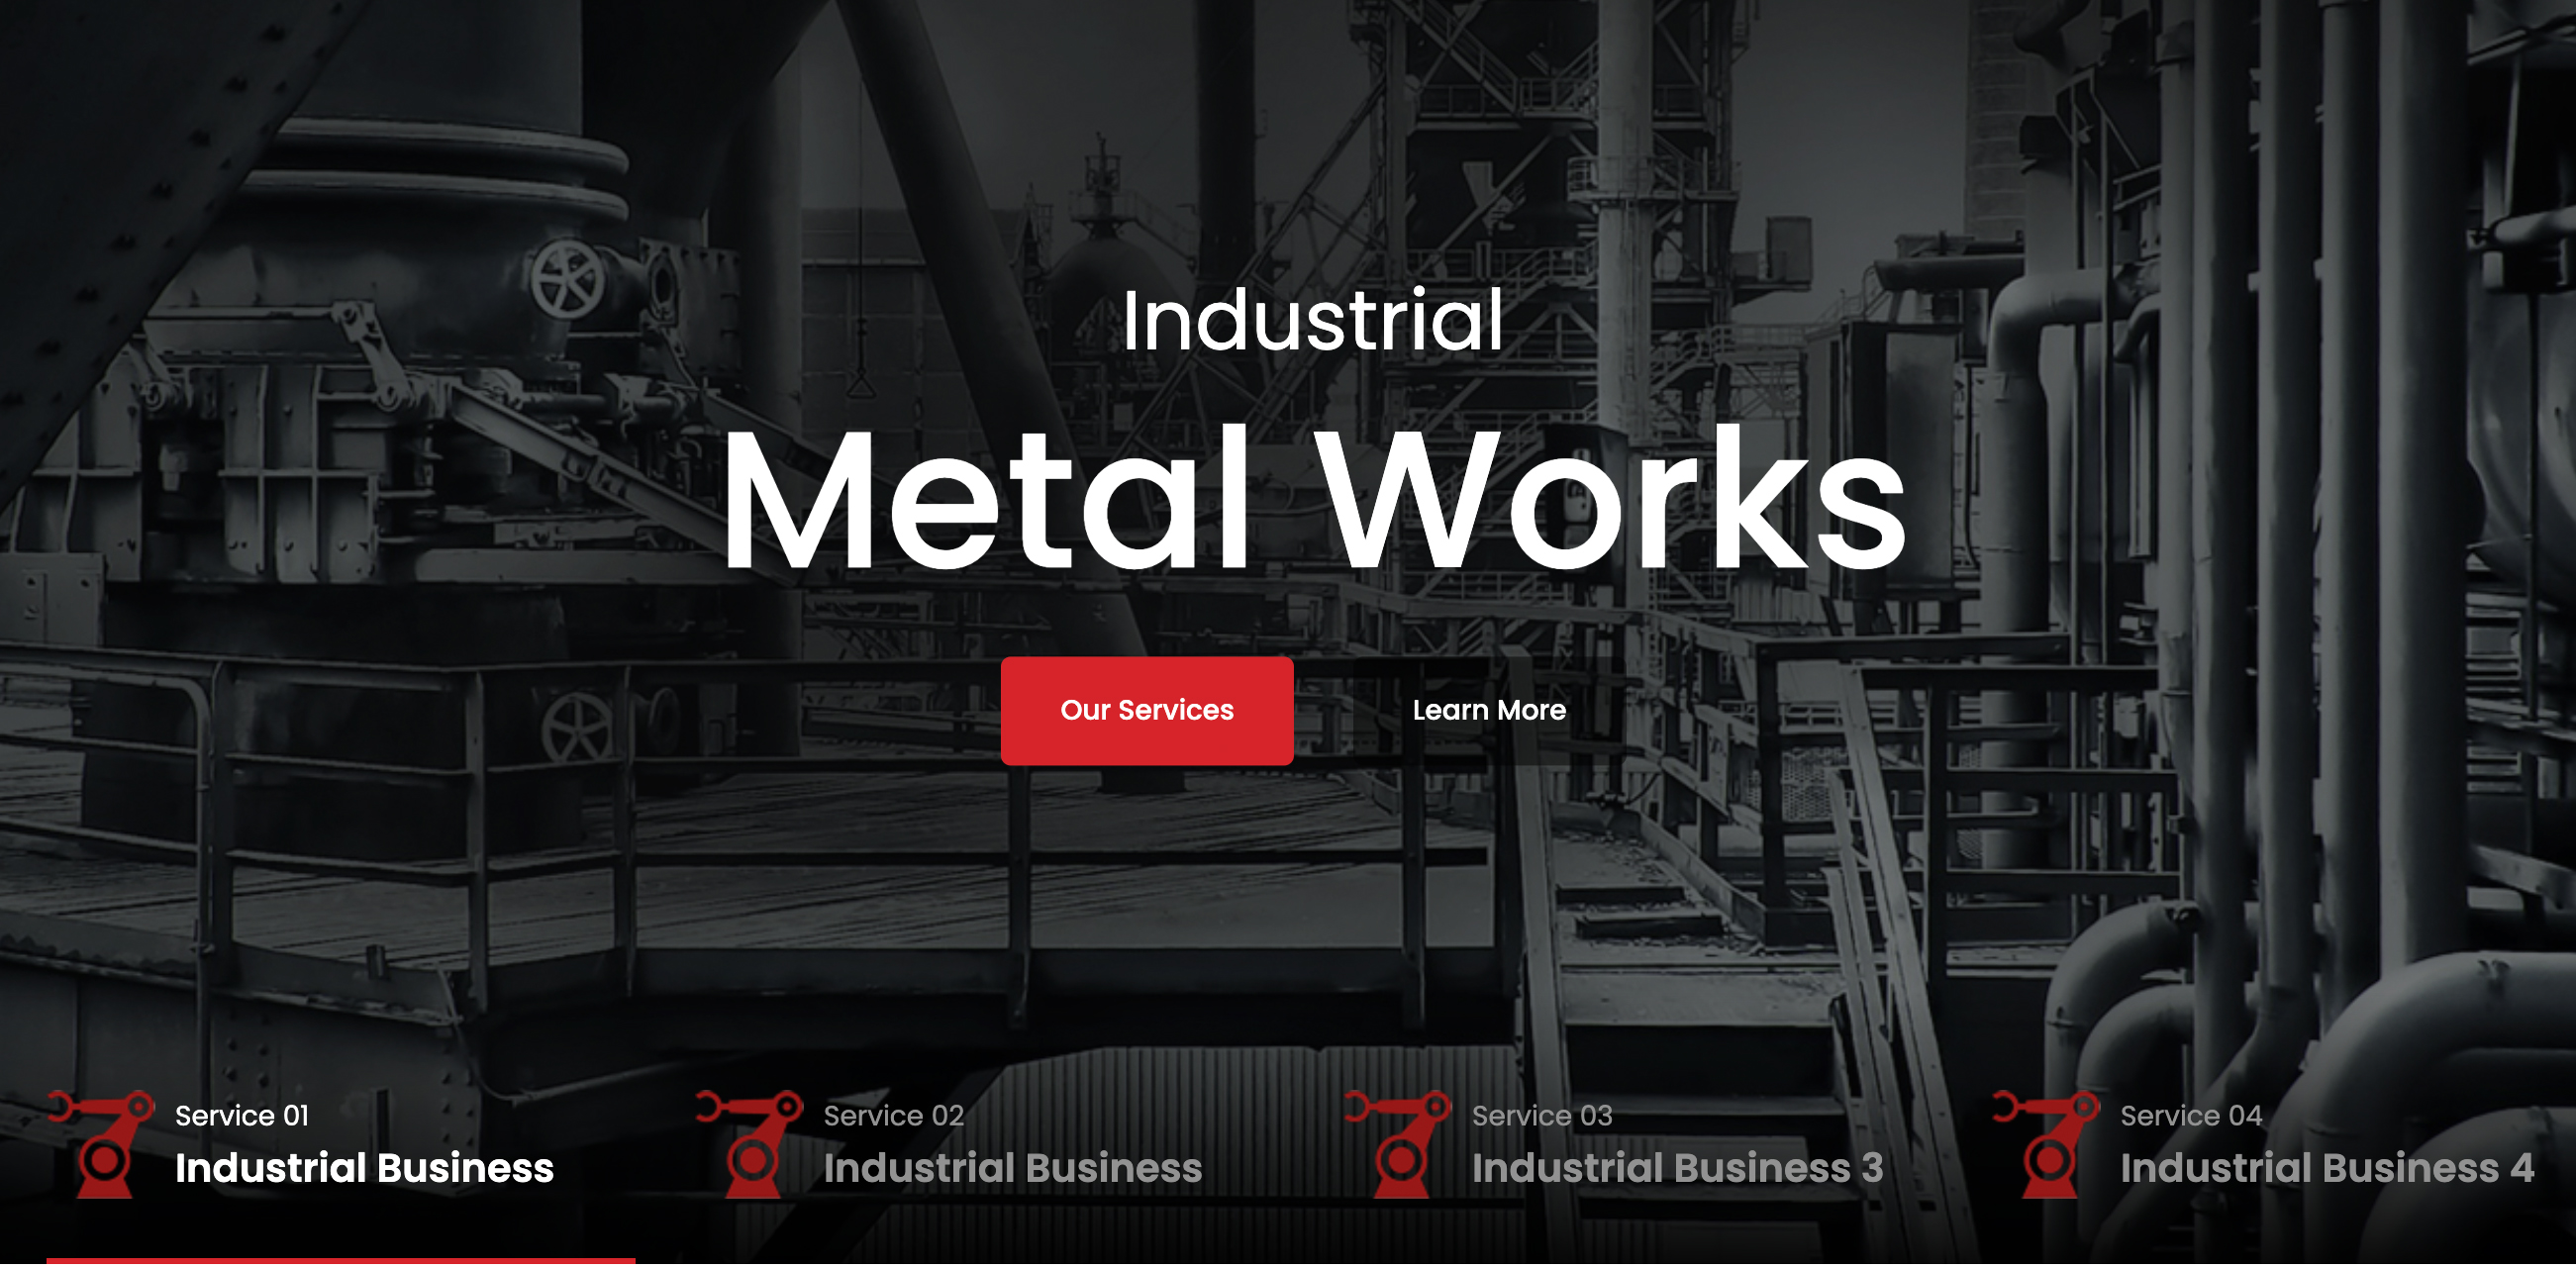 Industrial
Metal Works
Our Services
Learn More
Service 01
Industrial Business
Service 02
Industrial Business
Service 03
Industrial Business 3
Service 04
Industrial Business 4